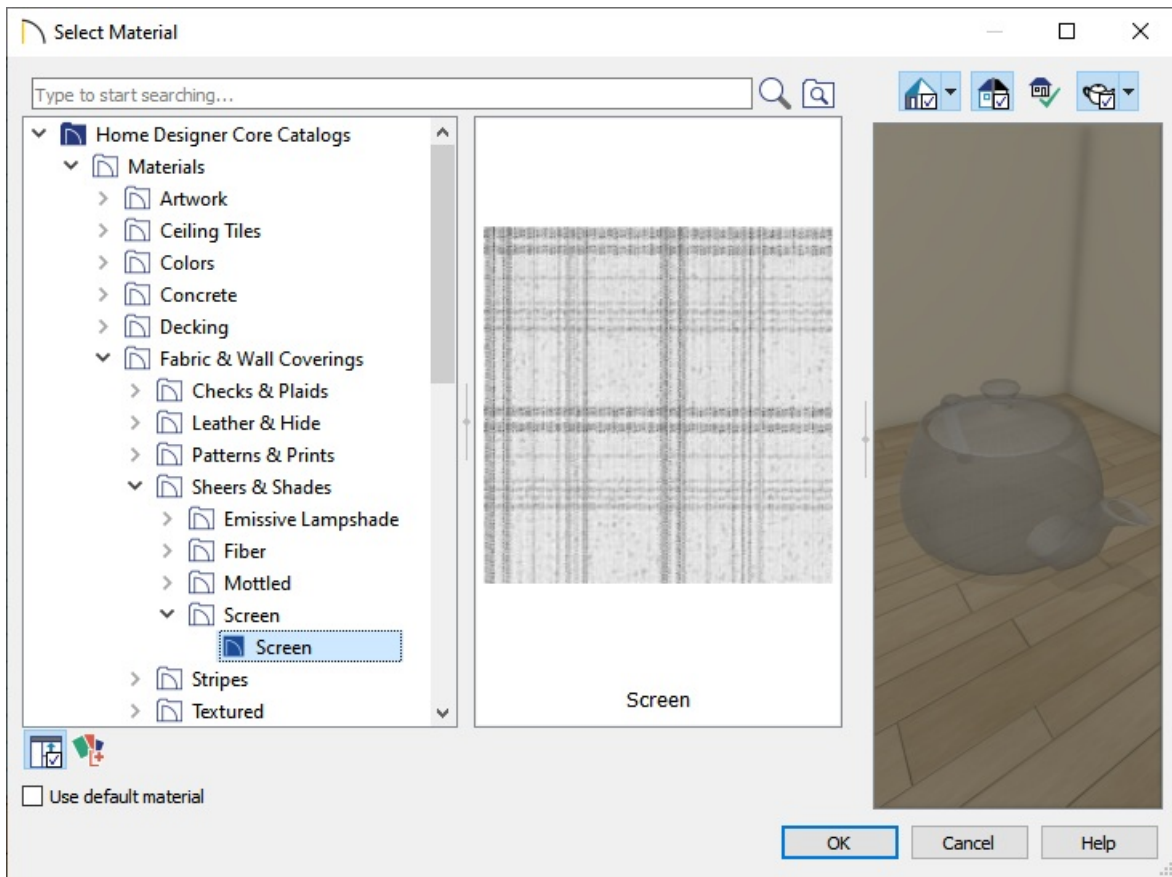 Select Material
Type to start searching...
Home Designer Core Catalogs
Materials
Artwork
Ceiling Tiles
Colors
Concrete
Decking
Fabric & Wall Coverings
Checks & Plaids
Leather & Hide
Patterns & Prints
Sheers & Shades
Emissive Lampshade
Fiber
Mottled
Screen
Screen
Stripes
Textured
Screen
Use default material
OK
Cancel
Help